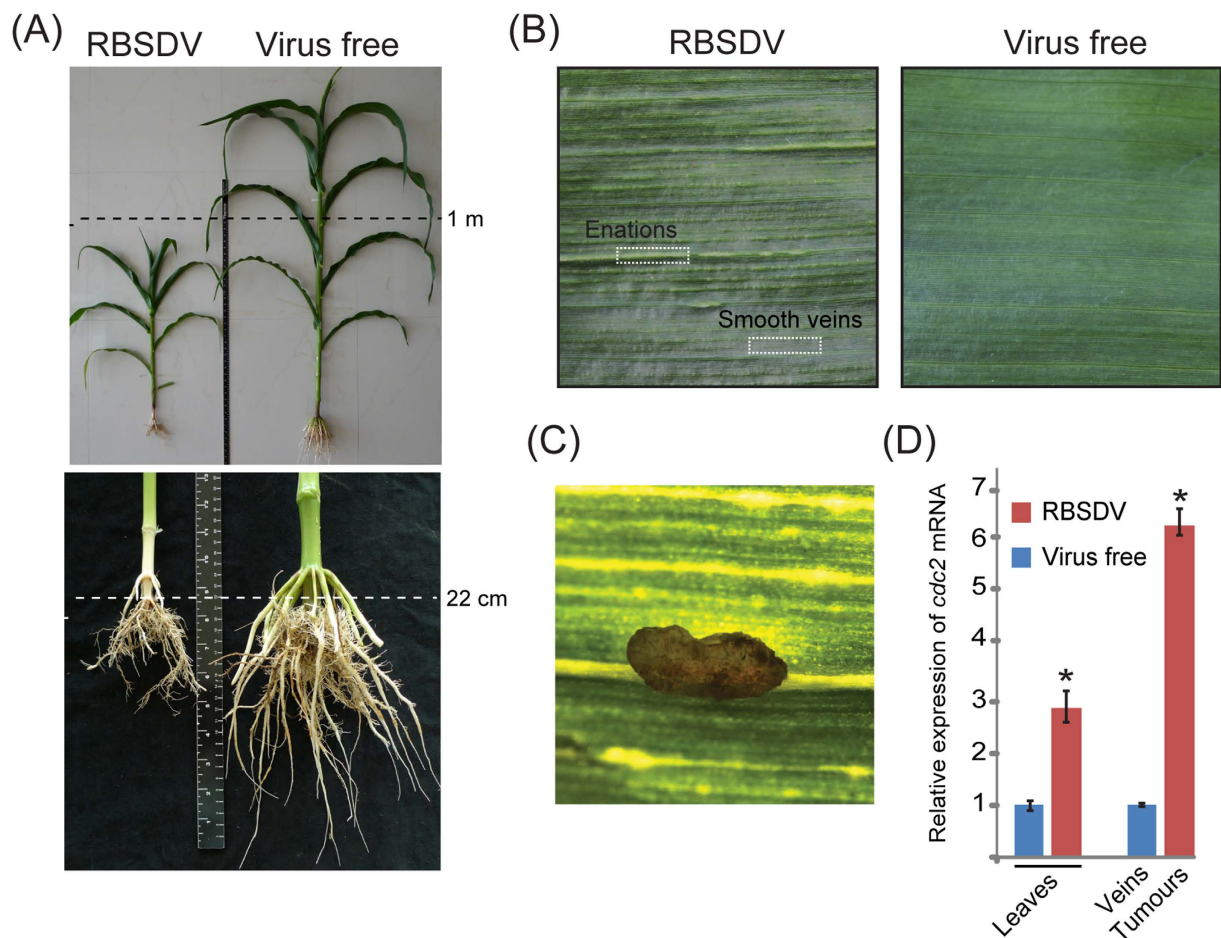 (A)
RBSDV Virus free
1 m
22 cm
(B)
RBSDV Virus free
Enations
Smooth veins
(C)
(D)
Relative expression of cdc2 mRNA
7
6
5
4
3
2
1
RBSDV
Virus free
*
*
Leaves
Veins
Tumours